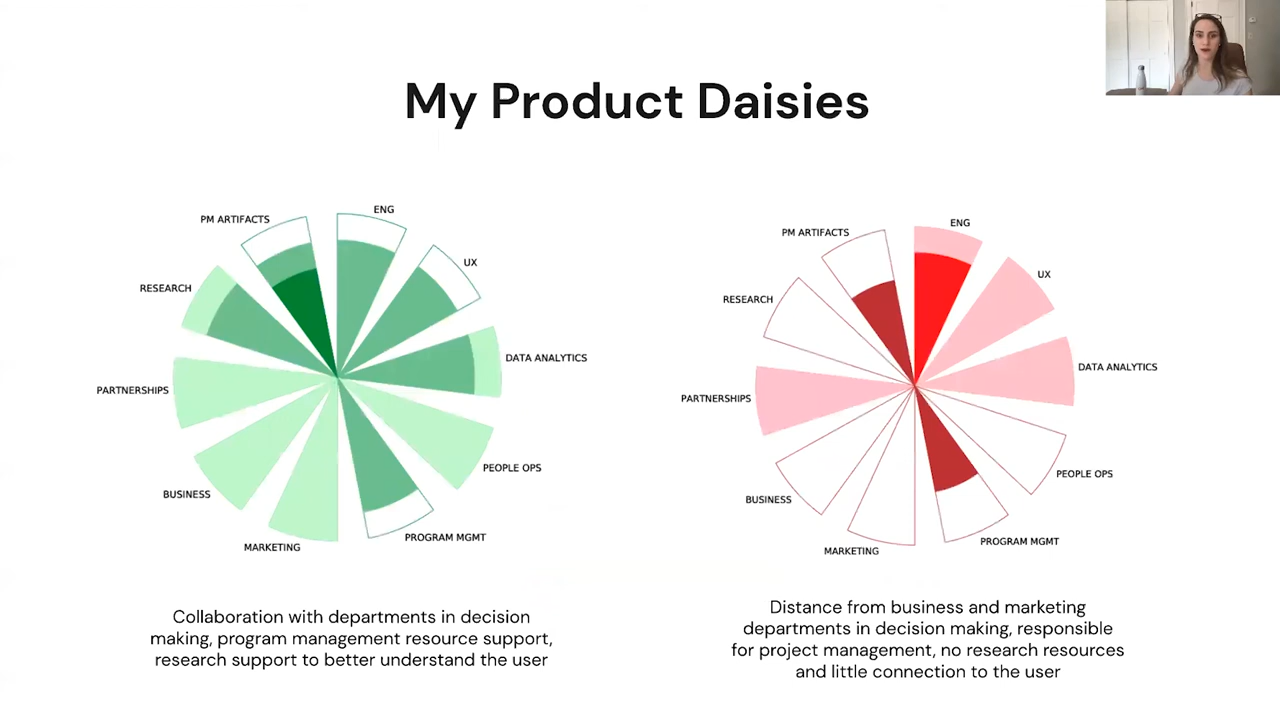 My Product Daisies
PM ARTIFACTS
ENG
UX
RESEARCH
DATA ANALYTICS
PARTNERSHIPS
PEOPLE OPS
BUSINESS
PROGRAM MGMT
MARKETING
Collaboration with departments in decision
making, program management resource support,
research support to better understand the user
ENG
PM ARTIFACTS
UX
RESEARCH
DATA ANALYTICS
PARTNERSHIPS
PEOPLE OPS
BUSINESS
PROGRAM MGMT
MARKETING
Distance from business and marketing
departments in decision making, responsible
for project management, no research resources
and little connection to the user